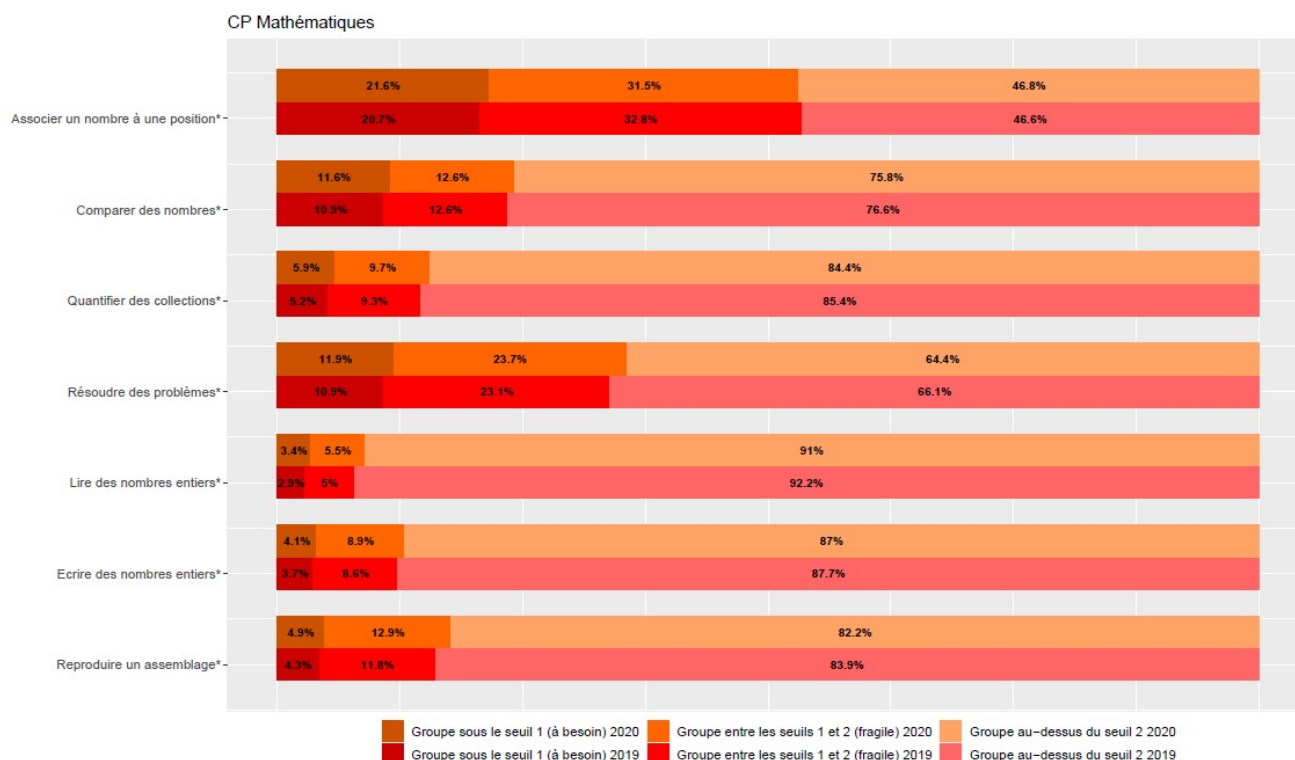 CP Mathématiques
21.6% 31.5% 46.8%
Associer un nombre à une position*
20.7% 32.8% 46.6%
11.6% 12.6% 75.8%
Comparer des nombres*
10.9% 12.6% 76.6%
5.9% 9.7% 84.4%
Quantifier des collections*
5.2% 9.3% 85.4%
11.9% 23.7% 64.4%
Résoudre des problèmes*
10.9% 23.1% 66.1%
3.4% 5.5% 91%
Lire des nombres entiers*
2.9% 5% 92.2%
4.1% 8.9% 87%
Ecrire des nombres entiers*
3.7% 8.6% 87.7%
4.9% 12.9% 82.2%
Reproduire un assemblage*
4.3% 11.8% 83.9%
Groupe sous le seuil 1 (à besoin) 2020 Groupe entre les seuils 1 et 2 (fragile) 2020 Groupe au−dessus du seuil 2 2020
Groupe sous le seuil 1 (à besoin) 2019 Groupe entre les seuils 1 et 2 (fragile) 2019 Groupe au−dessus du seuil 2 2019